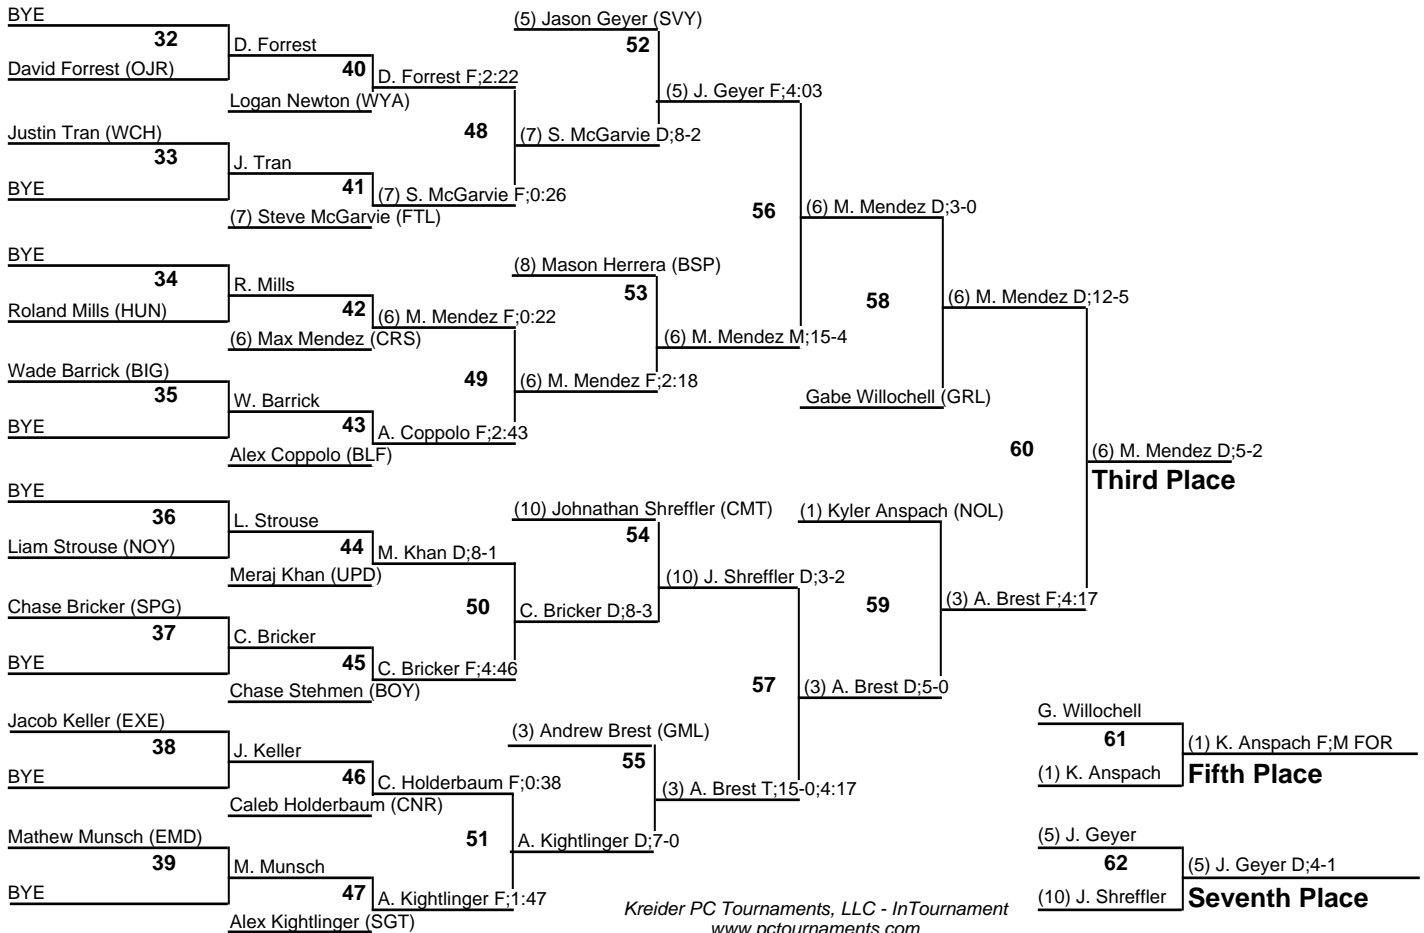 BYE
32
David Forrest (OJR)
D. Forrest
40
Logan Newton (WYA)
D. Forrest F;2:22
Justin Tran (WCH)
33
BYE
J. Tran
41
(7) Steve McGarvie (FTL)
(7) S. McGarvie F;0:26
48
(7) S. McGarvie D;8-2
(5) Jason Geyer (SVY)
52
(5) J. Geyer F;4:03
BYE
34
Roland Mills (HUN)
R. Mills
42
(6) Max Mendez (CRS)
(6) M. Mendez F;0:22
Wade Barrick (BIG)
35
BYE
W. Barrick
43
Alex Coppolo (BLF)
A. Coppolo F;2:43
49
(6) M. Mendez F;2:18
(8) Mason Herrera (BSP)
53
(6) M. Mendez M;15-4
56
(6) M. Mendez D;3-0
58
Gabe Willochell (GRL)
(6) M. Mendez D;12-5
BYE
36
Liam Strouse (NOY)
L. Strouse
44
Meraj Khan (UPD)
M. Khan D;8-1
Chase Bricker (SPG)
37
BYE
C. Bricker
45
Chase Stehmen (BOY)
C. Bricker F;4:46
50
C. Bricker D;8-3
(10) Johnathan Shreffler (CMT)
54
(10) J. Shreffler D;3-2
Jacob Keller (EXE)
38
BYE
J. Keller
46
Caleb Holderbaum (CNR)
C. Holderbaum F;0:38
Mathew Munsch (EMD)
39
BYE
M. Munsch
47
Alex Kightlinger (SGT)
A. Kightlinger F;1:47
51
A. Kightlinger D;7-0
(3) Andrew Brest (GML)
55
(3) A. Brest T;15-0;4:17
57
(3) A. Brest D;5-0
(1) Kyler Anspach (NOL)
59
(3) A. Brest F;4:17
60
(6) M. Mendez D;5-2
Third Place
G. Willochell
61
(1) K. Anspach
(1) K. Anspach F;M FOR
Fifth Place
(5) J. Geyer
62
(10) J. Shreffler
(5) J. Geyer D;4-1
Seventh Place
Kreider PC Tournaments, LLC - InTournament
www.pctournaments.com